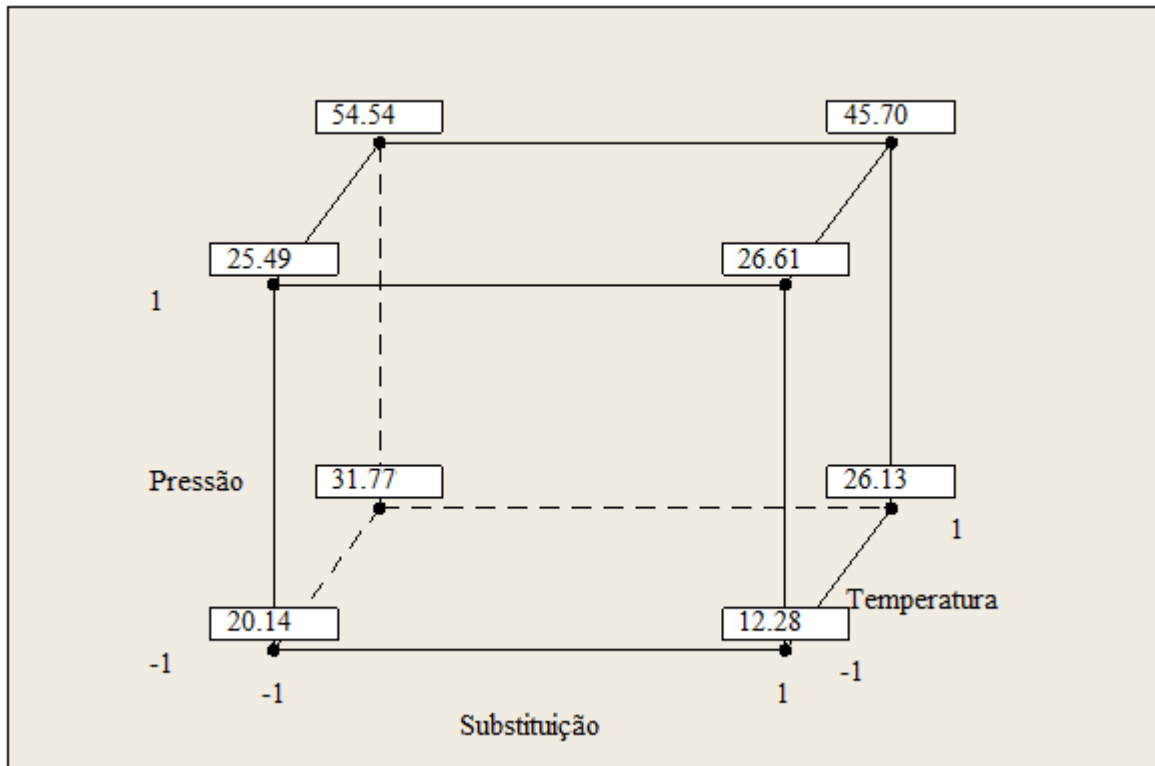 54.54 45.70
25.49 26.61
1
Pressão 31.77 26.13
1
Temperatura
20.14 12.28
-1 -1
-1 1
Substituição